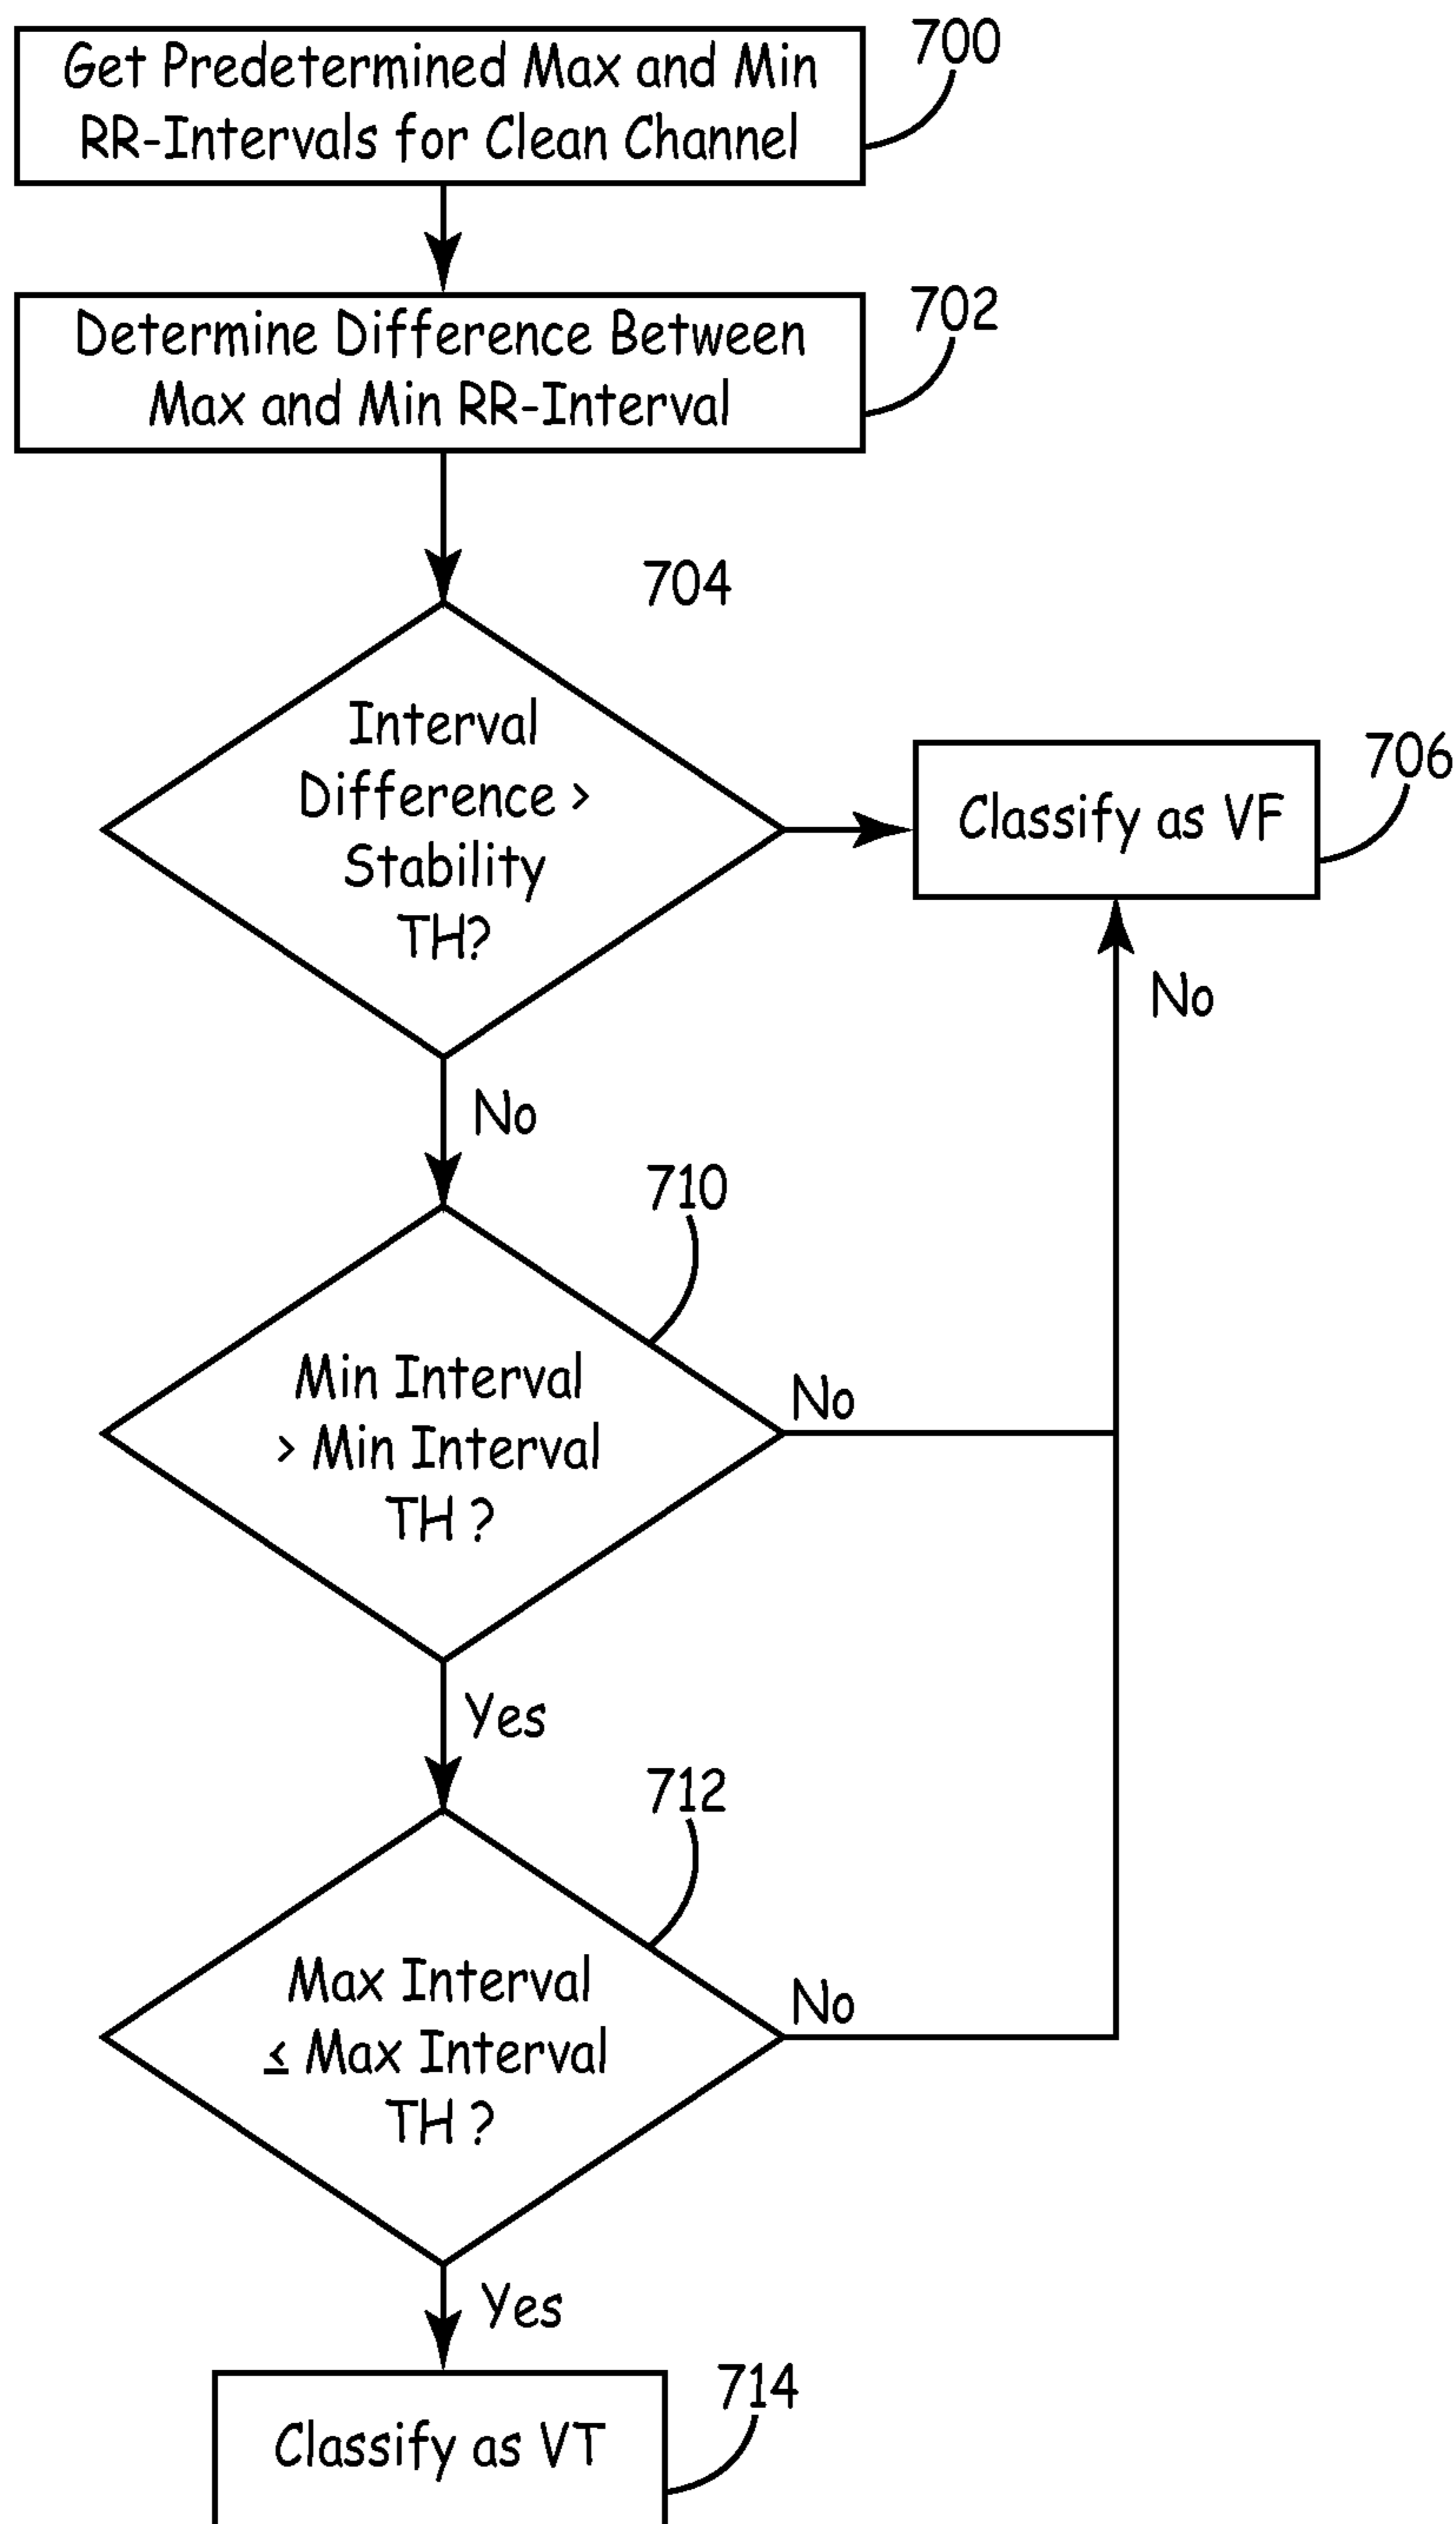 700
Get Predetermined Max and Min
RR-Intervals for Clean Channel
702
Determine Difference Between
Max and Min RR-Interval
704
Interval
Difference >
Stability
TH?
706
Classify as VF
No
No
710
Min Interval
> Min Interval
TH ?
No
Yes
712
Max Interval
≤ Max Interval
TH ?
No
Yes
714
Classify as VT